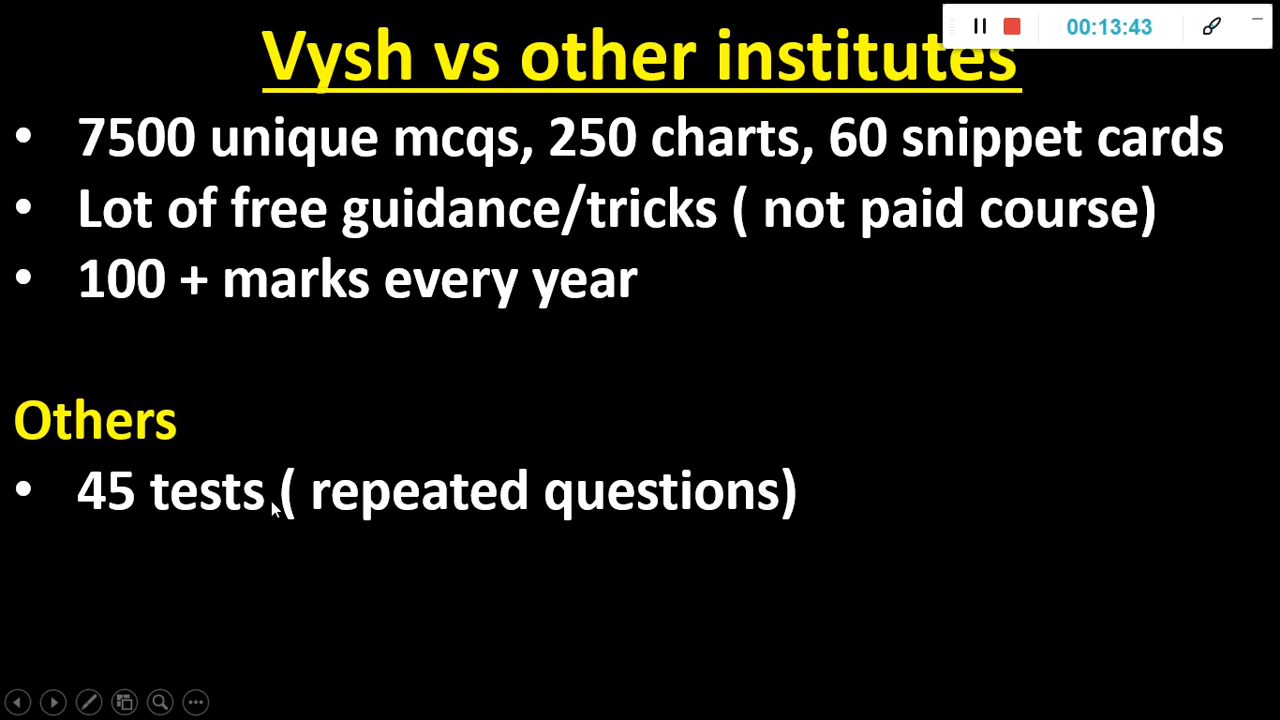 Vysh vs other institutes
00:13:43
• 7500 unique mcqs, 250 charts, 60 snippet cards
• Lot of free guidance/tricks ( not paid course)
• 100 + marks every year
Others
• 45 tests ( repeated questions)